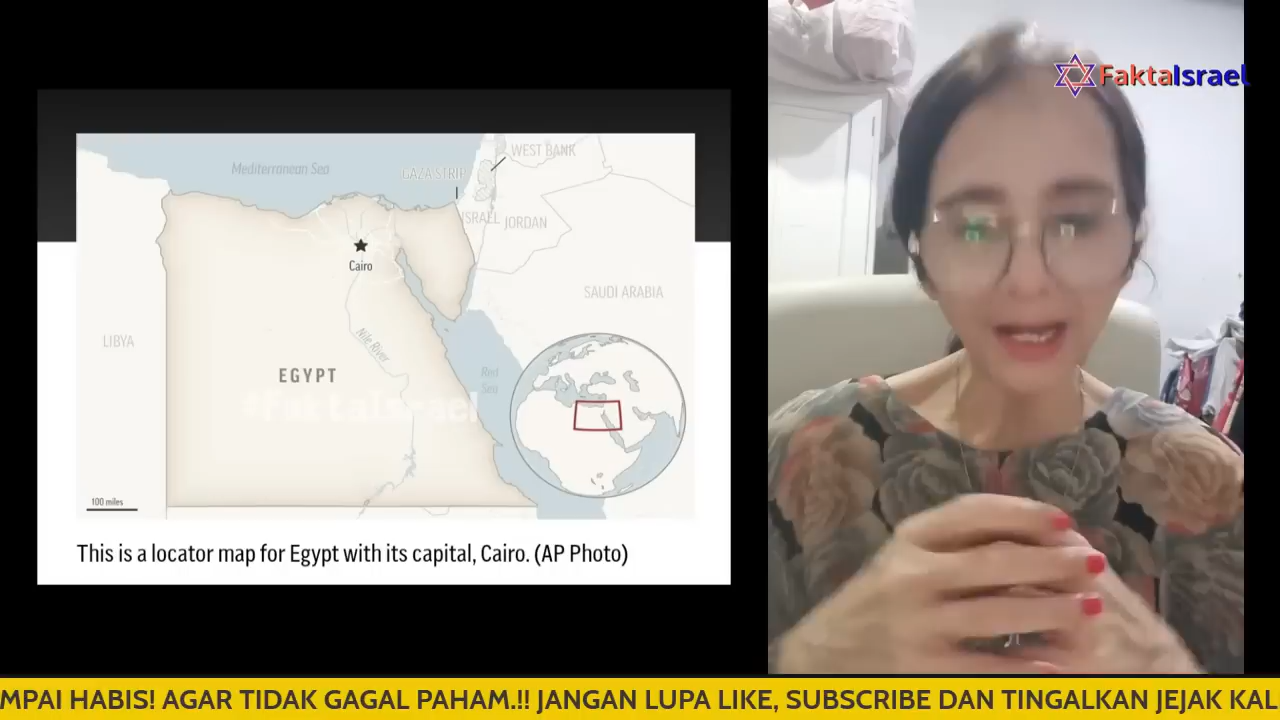 FaktaIsrael
Mediterranean Sea
GAZA STRIP
WEST BANK
ISRAEL
JORDAN
Cairo
SAUDI ARABIA
LIBYA
Nile River
EGYPT
Red
Sea
#FaktaIsrael
100 miles
This is a locator map for Egypt with its capital, Cairo. (AP Photo)
MPAI HABIS! AGAR TIDAK GAGAL PAHAM.!! JANGAN LUPA LIKE, SUBSCRIBE DAN TINGALKAN JEJAK KAL